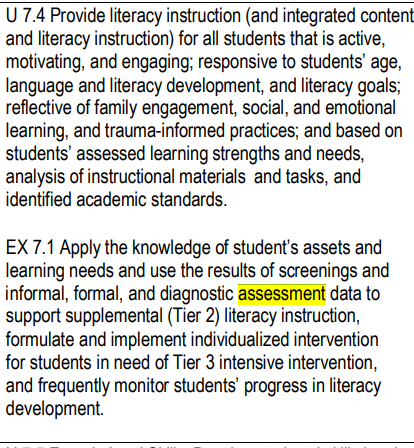 U 7.4 Provide literacy instruction (and integrated content
and literacy instruction) for all students that is active,
motivating, and engaging; responsive to students' age,
language and literacy development, and literacy goals;
reflective of family engagement, social, and emotional
learning, and trauma-informed practices; and based on
students' assessed learning strengths and needs,
analysis of instructional materials and tasks, and
identified academic standards.
EX 7.1 Apply the knowledge of student's assets and
learning needs and use the results of screenings and
informal, formal, and diagnostic assessment data to
support supplemental (Tier 2) literacy instruction,
formulate and implement individualized intervention
for students in need of Tier 3 intensive intervention,
and frequently monitor students' progress in literacy
development.